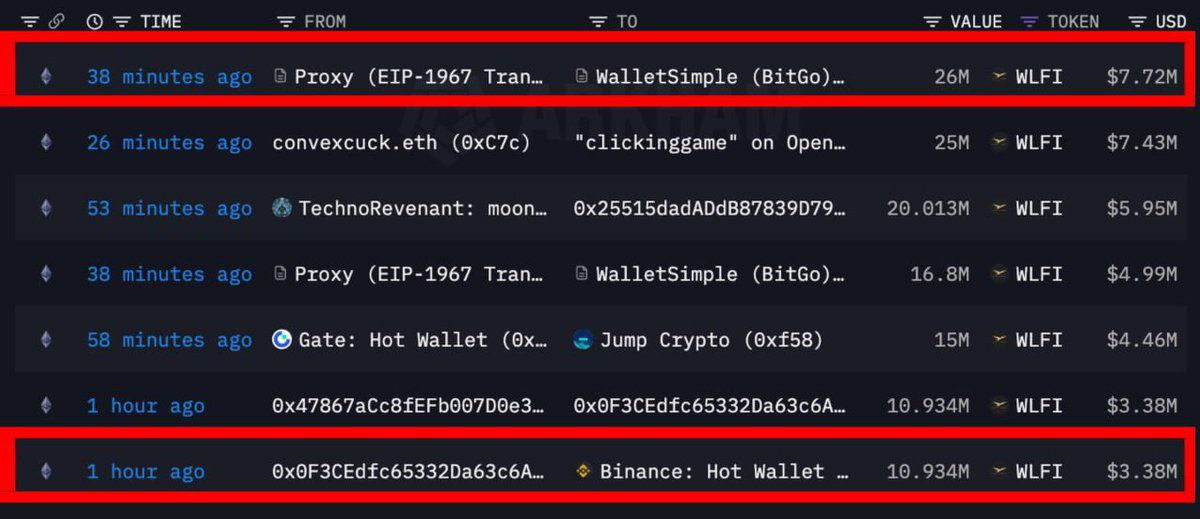 TIME FROM TO VALUE TOKEN USD
38 minutes ago Proxy (EIP-1967 Tran… WalletSimple (BitGo)… 26M WLFI $7.72M
ARKHAM
26 minutes ago convexcuck.eth (0xC7c) "clickinggame" on Open… 25M WLFI $7.43M
53 minutes ago TechnoRevenant: moon… 0x25515dadADdB87839D79… 20.013M WLFI $5.95M
38 minutes ago Proxy (EIP-1967 Tran… WalletSimple (BitGo)… 16.8M WLFI $4.99M
58 minutes ago Gate: Hot Wallet (0x… Jump Crypto (0xf58) 15M WLFI $4.46M
1 hour ago 0x47867aCc8fEFb007D0e3… 0x0F3CEdfc65332Da63c6A… 10.934M WLFI $3.38M
1 hour ago 0x0F3CEdfc65332Da63c6A… Binance: Hot Wallet … 10.934M WLFI $3.38M